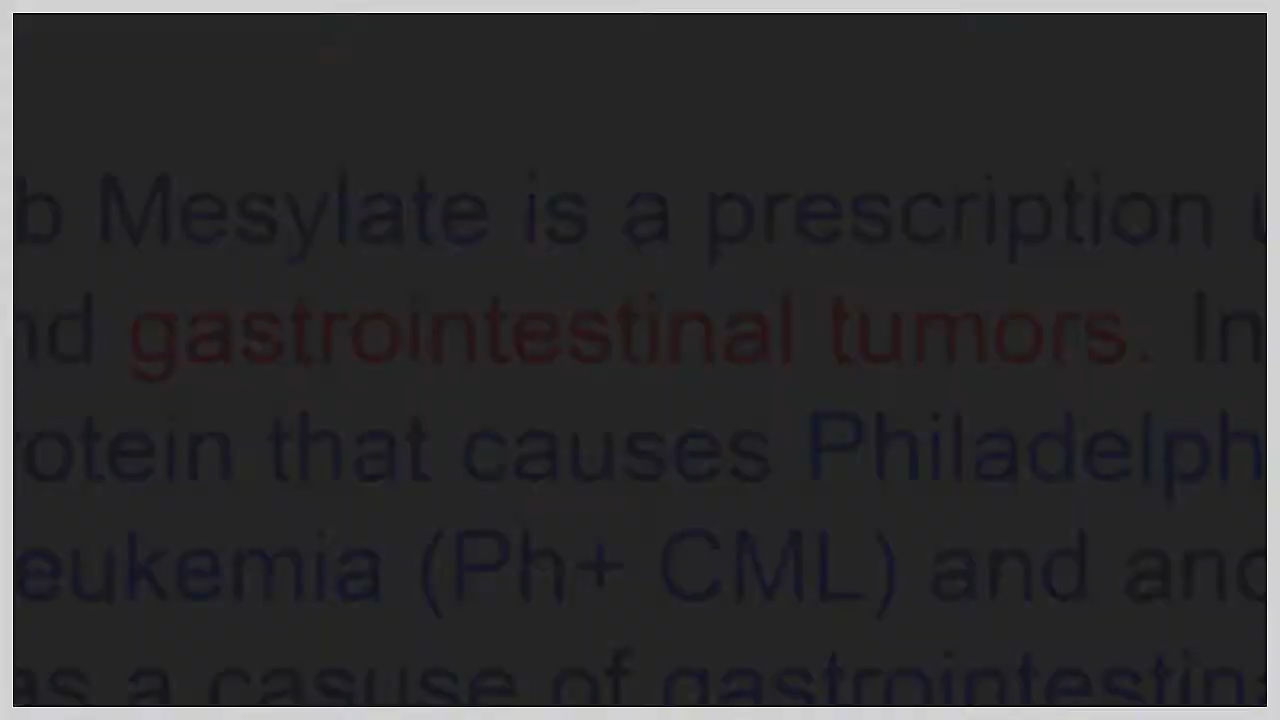 b Mesylate is a prescription
nd gastrointestinal tumors. In
rotein that causes Philadelph
eukemia (Ph+ CML) and ano
as a casuse of gastrointestin